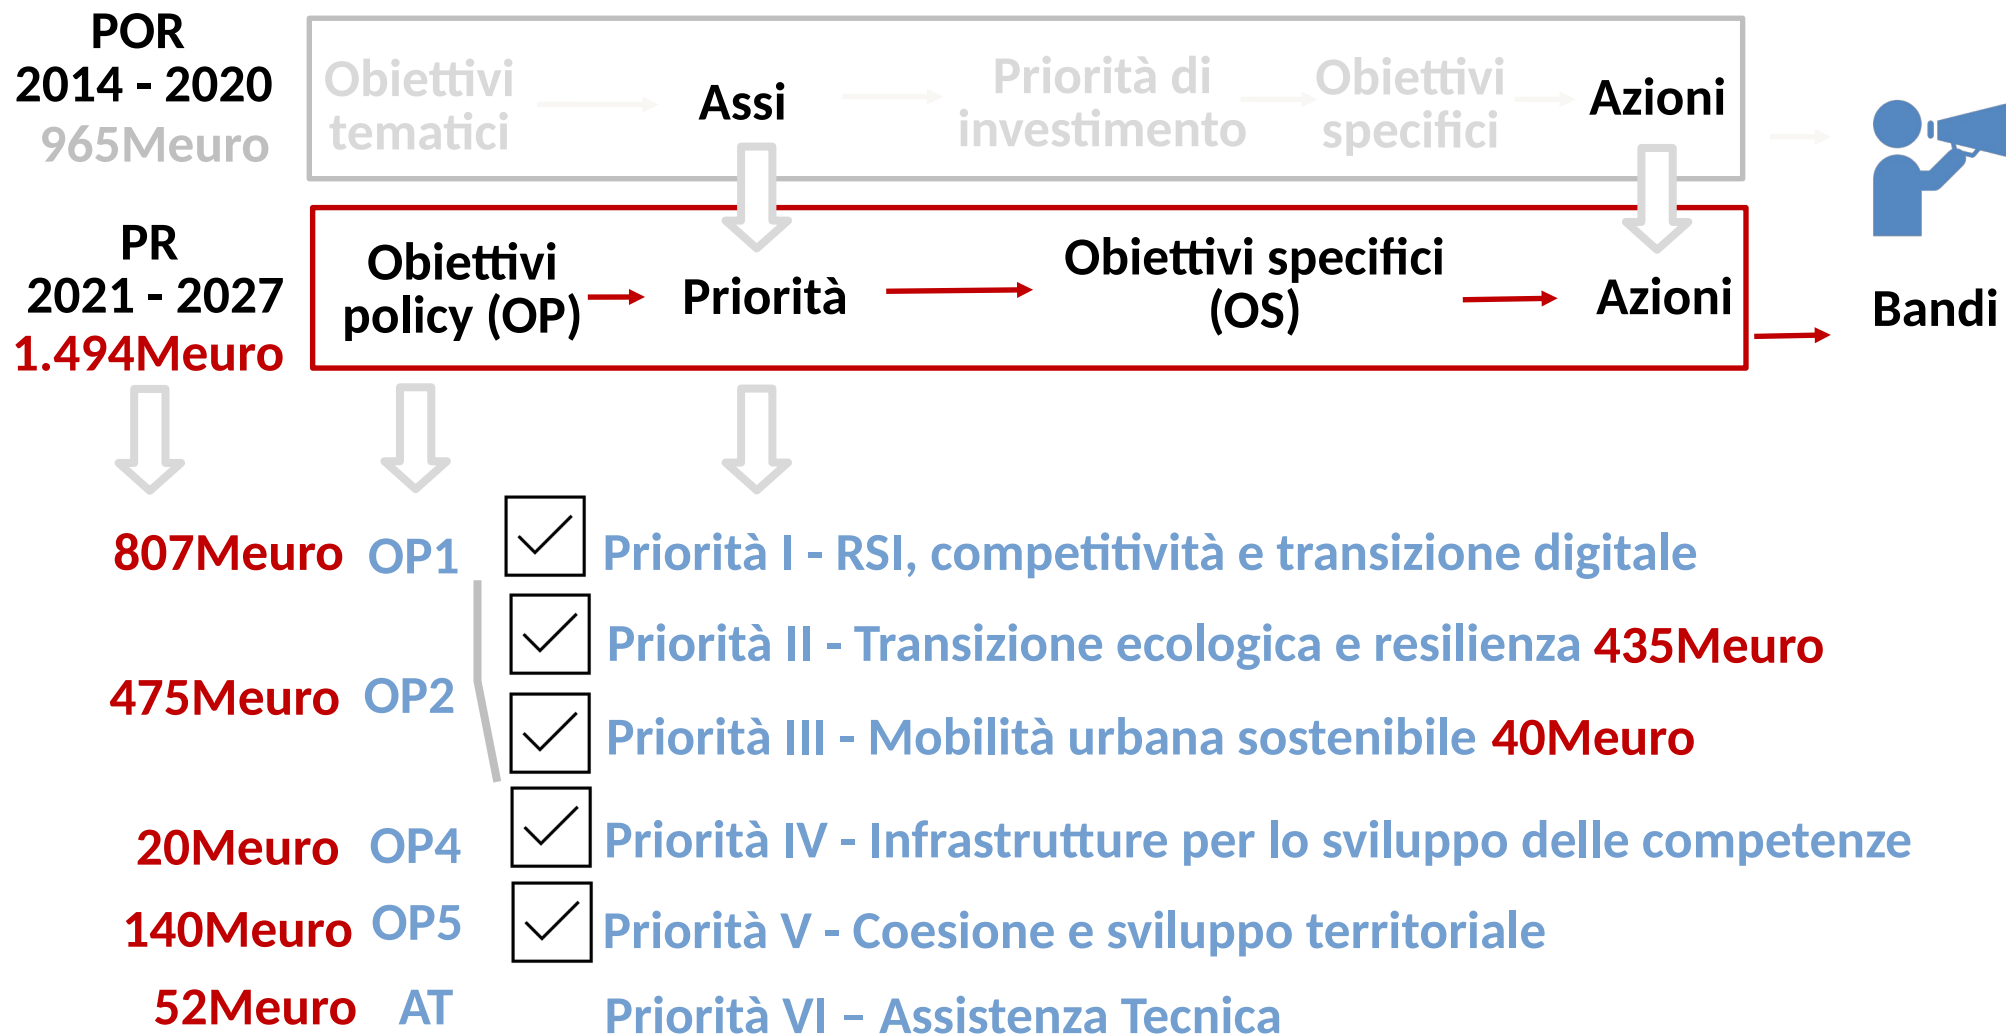 POR
2014 - 2020
965Meuro
Obiettivi
tematici
Assi
Priorità di
investimento
Obiettivi
specifici
Azioni
PR
2021 - 2027
1.494Meuro
Obiettivi
policy (OP)
Priorità
Obiettivi specifici
(OS)
Azioni
Bandi
807Meuro OP1 Priorità I - RSI, competitività e transizione digitale
Priorità II - Transizione ecologica e resilienza 435Meuro
475Meuro OP2
Priorità III - Mobilità urbana sostenibile 40Meuro
20Meuro OP4 Priorità IV - Infrastrutture per lo sviluppo delle competenze
140Meuro OP5 Priorità V - Coesione e sviluppo territoriale
52Meuro AT Priorità VI – Assistenza Tecnica